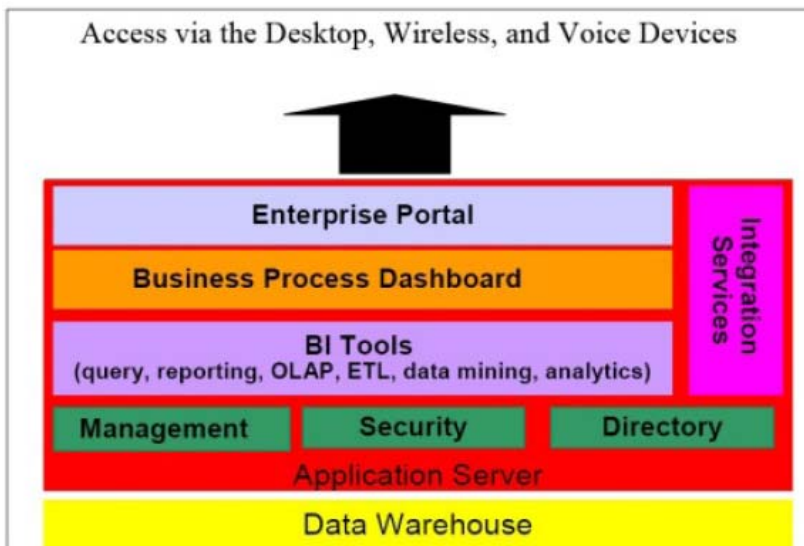 Access via the Desktop, Wireless, and Voice Devices
Enterprise Portal
Business Process Dashboard
BI Tools
(query, reporting, OLAP, ETL, data mining, analytics)
Integration
Services
Management
Security
Directory
Application Server
Data Warehouse